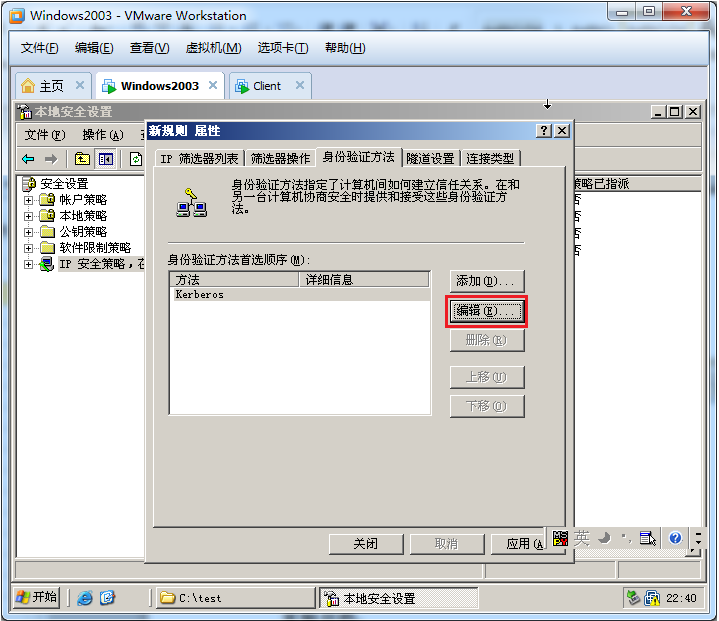 Windows2003 - VMware Workstation
文件(F) 编辑(E) 查看(V) 虚拟机(M) 选项卡(T) 帮助(H)
主页 Windows2003 Client
本地安全设置
文件(F) 操作(A)
新规则 属性
IP 筛选器列表 筛选器操作 身份验证方法 隧道设置 连接类型
安全设置
帐户策略
本地策略
公钥策略
软件限制策略
IP 安全策略，在
策略已指派
否
否
否
否
身份验证方法指定了计算机间如何建立信任关系。在和
另一台计算机协商安全时提供和接受这些身份验证方
法。
身份验证方法首选顺序(M):
方法 详细信息
Kerberos
添加(D)...
编辑(E)...
删除(R)
上移(U)
下移(O)
关闭 取消 应用(A)
英
开始 C:\test 本地安全设置 22:40